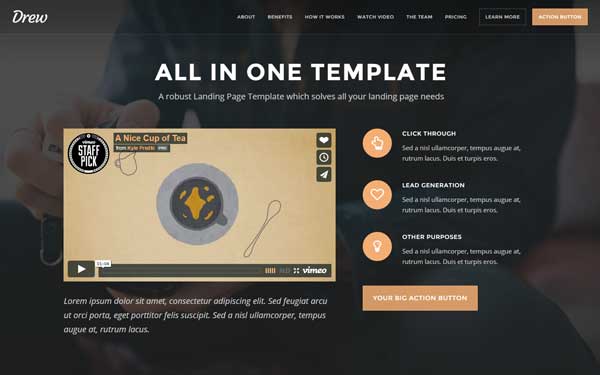 Drew
ABOUT BENEFITS HOW IT WORKS WATCH VIDEO THE TEAM PRICING LEARN MORE ACTION BUTTON
ALL IN ONE TEMPLATE
A robust Landing Page Template which solves all your landing page needs
vimeo
STAFF
PICK
A Nice Cup of Tea
from Kyle Predki PRO
11:04
HD vimeo
Lorem ipsum dolor sit amet, consectetur adipiscing elit. Sed feugiat arcu
ut orci porta, eget porttitor felis suscipit. Sed a nisl ullamcorper, tempus
augue at, rutrum lacus.
CLICK THROUGH
Sed a nisl ullamcorper, tempus augue at,
rutrum lacus. Duis et turpis eros.
LEAD GENERATION
Sed a nisl ullamcorper, tempus augue at,
rutrum lacus. Duis et turpis eros.
OTHER PURPOSES
Sed a nisl ullamcorper, tempus augue at,
rutrum lacus. Duis et turpis eros.
YOUR BIG ACTION BUTTON